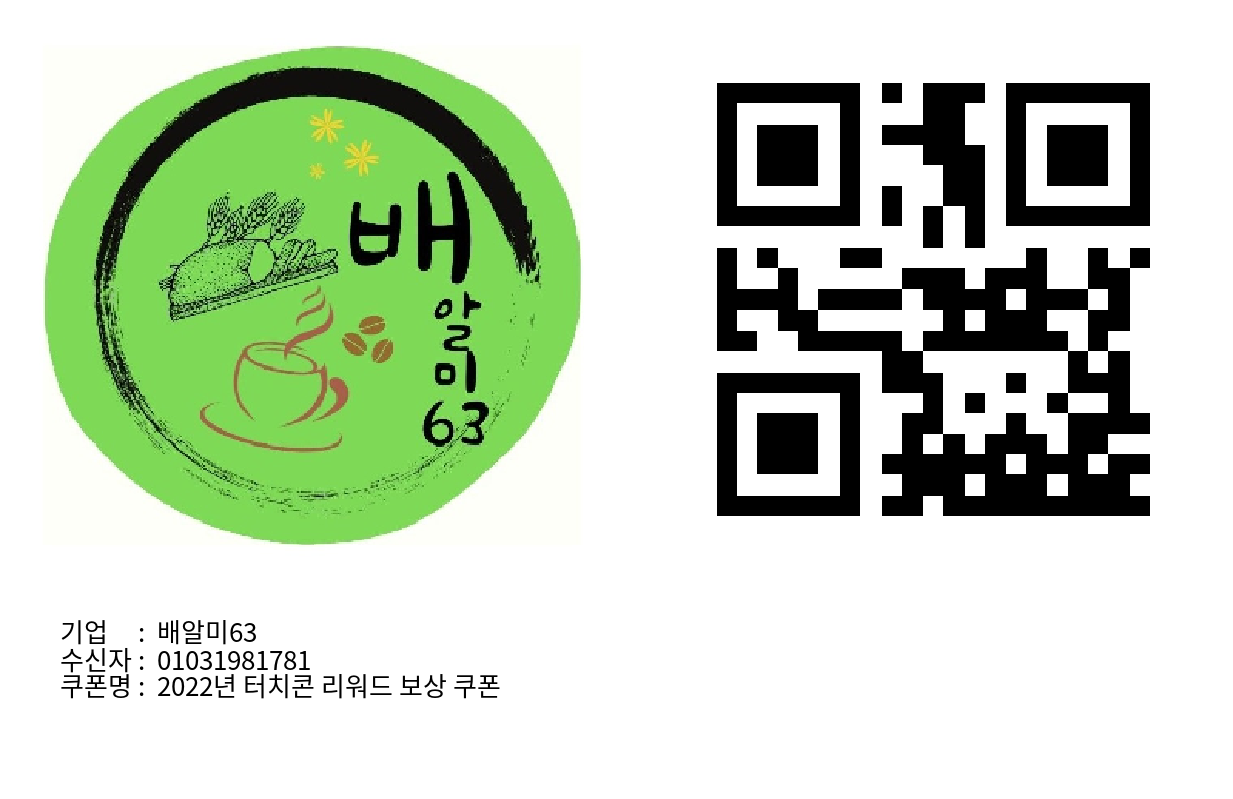 배
알
미
63
기업 : 배알미63
수신자 : 01031981781
쿠폰명 : 2022년 터치콘 리워드 보상 쿠폰